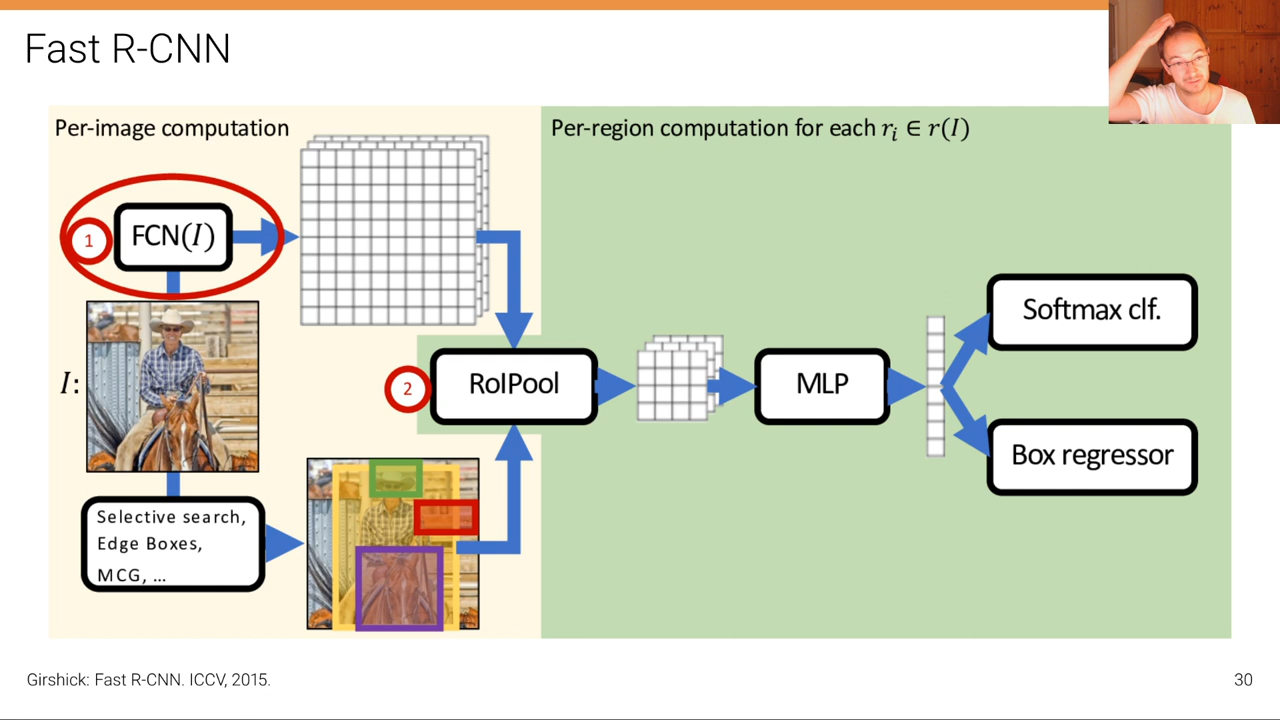 Fast R-CNN
Per-image computation
Per-region computation for each rᵢ ∈ r(I)
1
FCN(I)
I:
2
RoIPool
MLP
Softmax clf.
Box regressor
Selective search,
Edge Boxes,
MCG, ...
Girshick: Fast R-CNN. ICCV, 2015.
30